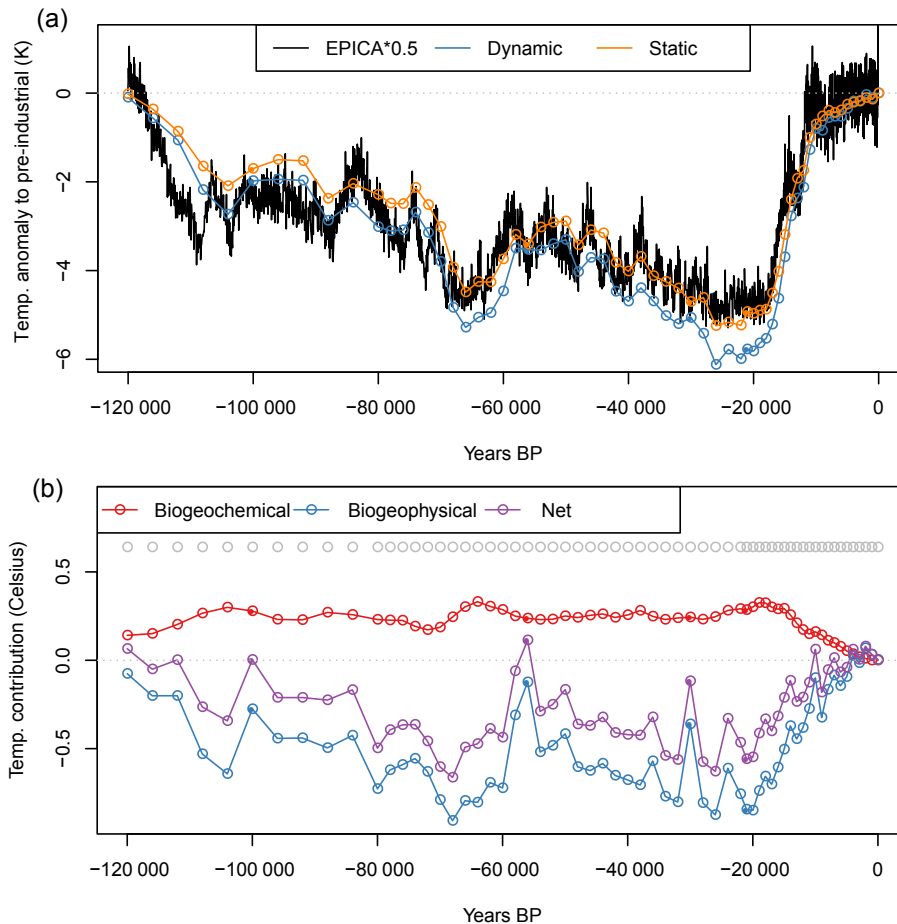 (a)
EPICA*0.5 Dynamic Static
Temp. anomaly to pre-industrial (K)
0
−2
−4
−6
−120 000 −100 000 −80 000 −60 000 −40 000 −20 000 0
Years BP
(b)
Biogeochemical Biogeophysical Net
Temp. contribution (Celsius)
0.5
0.0
−0.5
−120 000 −100 000 −80 000 −60 000 −40 000 −20 000 0
Years BP